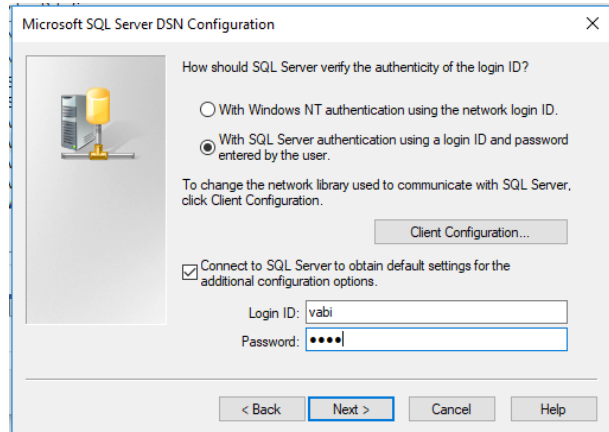 Microsoft SQL Server DSN Configuration
How should SQL Server verify the authenticity of the login ID?
With Windows NT authentication using the network login ID.
With SQL Server authentication using a login ID and password
entered by the user.
To change the network library used to communicate with SQL Server,
click Client Configuration.
Client Configuration...
Connect to SQL Server to obtain default settings for the
additional configuration options.
Login ID: vabi
Password: ●●●●
< Back Next > Cancel Help